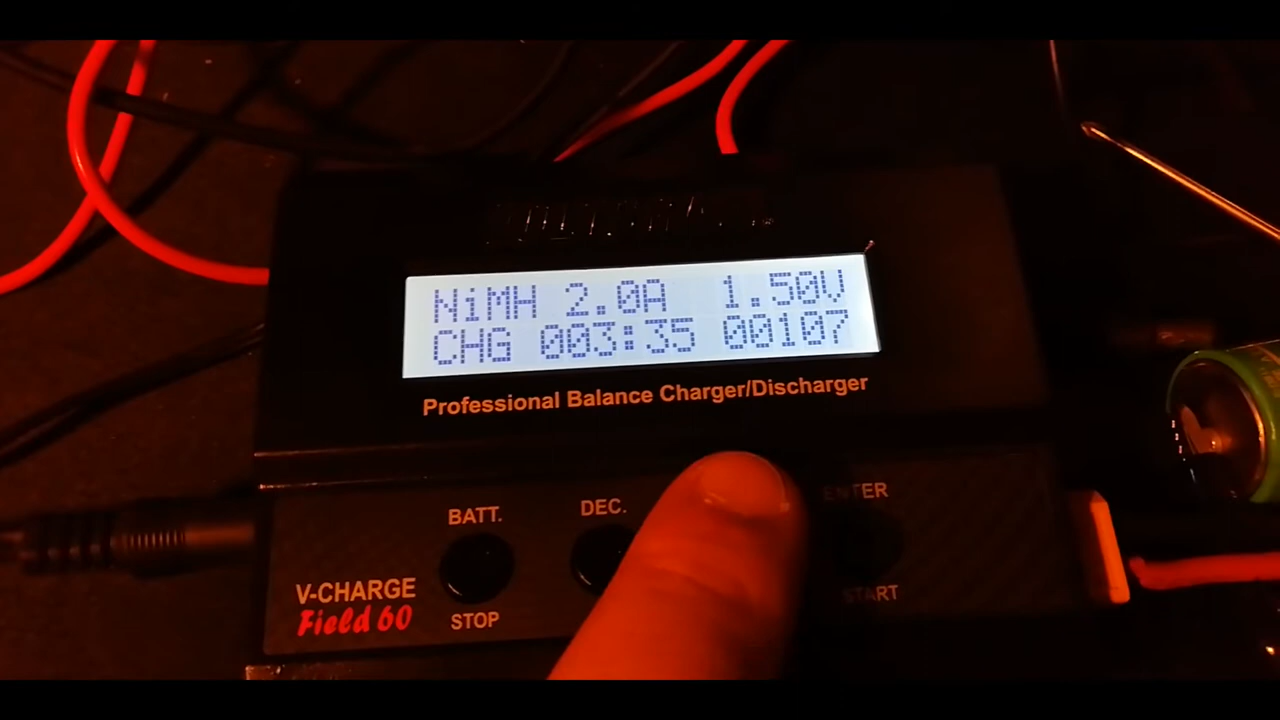 NiMH 2.0A 1.50V
CHG 003:35 00107
Professional Balance Charger/Discharger
BATT.
DEC.
ENTER
V-CHARGE
Field 60
STOP
START